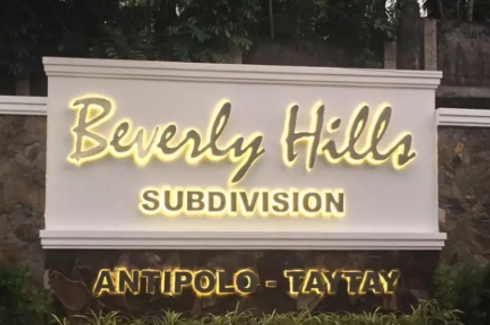 Beverly Hills
SUBDIVISION
ANTIPOLO - TAYTAY